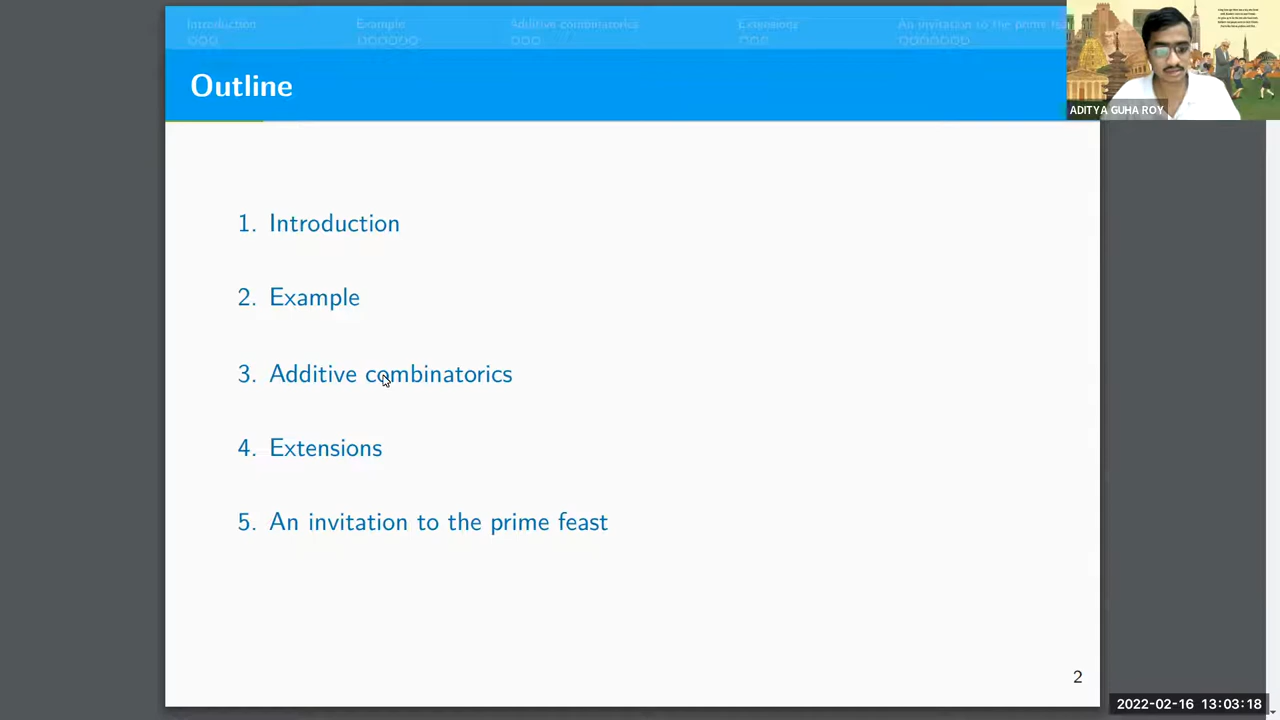 Introduction
Example
Additive combinatorics
Extensions
An invitation to the prime
Outline
ADITYA GUHA ROY
1. Introduction
2. Example
3. Additive combinatorics
4. Extensions
5. An invitation to the prime feast
2
2022-02-16 13:03:18